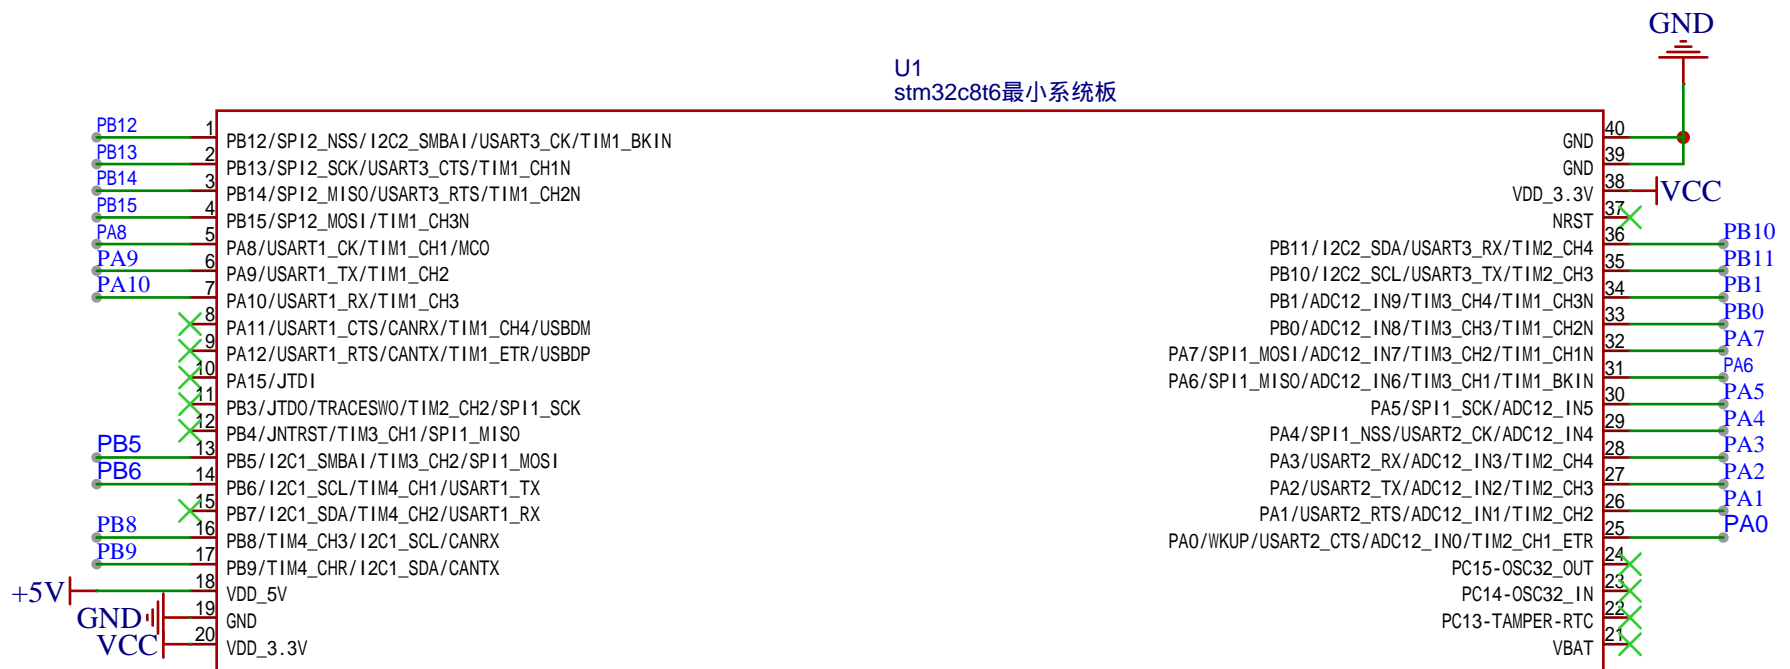 GND
U1
stm32c8t6最小系统板
PB12 1 PB12/SPI2_NSS/I2C2_SMBAI/USART3_CK/TIM1_BKIN
PB13 2 PB13/SPI2_SCK/USART3_CTS/TIM1_CH1N
PB14 3 PB14/SPI2_MISO/USART3_RTS/TIM1_CH2N
PB15 4 PB15/SP12_MOSI/TIM1_CH3N
PA8 5 PA8/USART1_CK/TIM1_CH1/MCO
PA9 6 PA9/USART1_TX/TIM1_CH2
PA10 7 PA10/USART1_RX/TIM1_CH3
8 PA11/USART1_CTS/CANRX/TIM1_CH4/USBDM
9 PA12/USART1_RTS/CANTX/TIM1_ETR/USBDP
10 PA15/JTDI
11 PB3/JTDO/TRACESWO/TIM2_CH2/SPI1_SCK
12 PB4/JNTRST/TIM3_CH1/SPI1_MISO
PB5 13 PB5/I2C1_SMBAI/TIM3_CH2/SPI1_MOSI
PB6 14 PB6/I2C1_SCL/TIM4_CH1/USART1_TX
15 PB7/I2C1_SDA/TIM4_CH2/USART1_RX
PB8 16 PB8/TIM4_CH3/I2C1_SCL/CANRX
PB9 17 PB9/TIM4_CHR/I2C1_SDA/CANTX
+5V 18 VDD_5V
GND 19 GND
VCC 20 VDD_3.3V
GND 40
GND 39
VDD_3.3V 38 VCC
NRST 37
PB11/I2C2_SDA/USART3_RX/TIM2_CH4 36 PB10
PB10/I2C2_SCL/USART3_TX/TIM2_CH3 35 PB11
PB1/ADC12_IN9/TIM3_CH4/TIM1_CH3N 34 PB1
PB0/ADC12_IN8/TIM3_CH3/TIM1_CH2N 33 PB0
PA7/SPI1_MOSI/ADC12_IN7/TIM3_CH2/TIM1_CH1N 32 PA7
PA6/SPI1_MISO/ADC12_IN6/TIM3_CH1/TIM1_BKIN 31 PA6
PA5/SPI1_SCK/ADC12_IN5 30 PA5
PA4/SPI1_NSS/USART2_CK/ADC12_IN4 29 PA4
PA3/USART2_RX/ADC12_IN3/TIM2_CH4 28 PA3
PA2/USART2_TX/ADC12_IN2/TIM2_CH3 27 PA2
PA1/USART2_RTS/ADC12_IN1/TIM2_CH2 26 PA1
PA0/WKUP/USART2_CTS/ADC12_IN0/TIM2_CH1_ETR 25 PA0
PC15-OSC32_OUT 24
PC14-OSC32_IN 23
PC13-TAMPER-RTC 22
VBAT 21